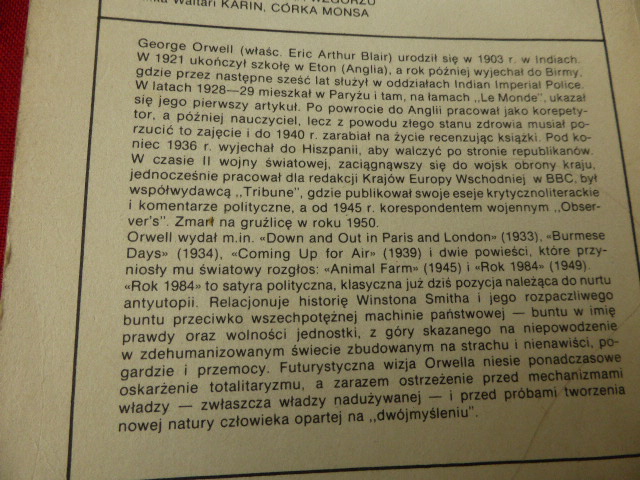 Mika Waltari KARIN, CÓRKA MONSA
George Orwell (właśc. Eric Arthur Blair) urodził się w 1903 r. w Indiach.
W 1921 ukończył szkołę w Eton (Anglia), a rok później wyjechał do Birmy,
gdzie przez następne sześć lat służył w oddziałach Indian Imperial Police.
W latach 1928—29 mieszkał w Paryżu i tam, na łamach ,,Le Monde", ukazał
się jego pierwszy artykuł. Po powrocie do Anglii pracował jako korepety-
tor, a później nauczyciel, lecz z powodu złego stanu zdrowia musiał po-
rzucić to zajęcie i do 1940 r. zarabiał na życie recenzując książki. Pod ko-
niec 1936 r. wyjechał do Hiszpanii, aby walczyć po stronie republikanów.
W czasie II wojny światowej, zaciągnąwszy się do wojsk obrony kraju,
jednocześnie pracował dla redakcji Krajów Europy Wschodniej w BBC, był
współwydawcą ,,Tribune", gdzie publikował swoje eseje krytycznoliterackie
i komentarze polityczne, a od 1945 r. korespondentem wojennym ,,Obser-
ver's". Zmarł na gruźlicę w roku 1950.
Orwell wydał m.in. «Down and Out in Paris and London» (1933), «Burmese
Days» (1934), «Coming Up for Air» (1939) i dwie powieści, które przy-
niosły mu światowy rozgłos: «Animal Farm» (1945) i «Rok 1984» (1949).
«Rok 1984» to satyra polityczna, klasyczna już dziś pozycja należąca do nurtu
antyutopii. Relacjonuje historię Winstona Smitha i jego rozpaczliwego
buntu przeciwko wszechpotężnej machinie państwowej — buntu w imię
prawdy oraz wolności jednostki, z góry skazanego na niepowodzenie
w zdehumanizowanym świecie zbudowanym na strachu i nienawiści, po-
gardzie i przemocy. Futurystyczna wizja Orwella niesie ponadczasowe
oskarżenie totalitaryzmu, a zarazem ostrzeżenie przed mechanizmami
władzy — zwłaszcza władzy nadużywanej — i przed próbami tworzenia
nowej natury człowieka opartej na ,,dwójmyśleniu".